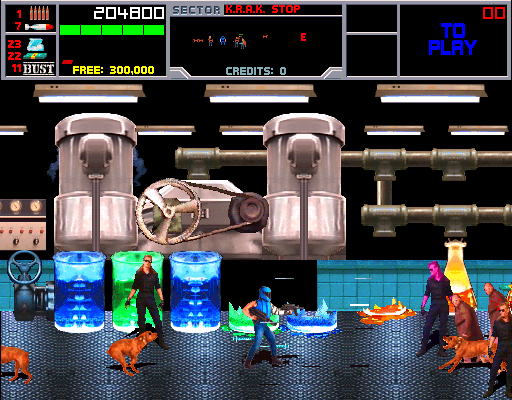 1
204800
SECTOR K.R.A.K. STOP
00
7
TO
PLAY
E
23
22
11 BUST
FREE: 300,000
CREDITS: 0